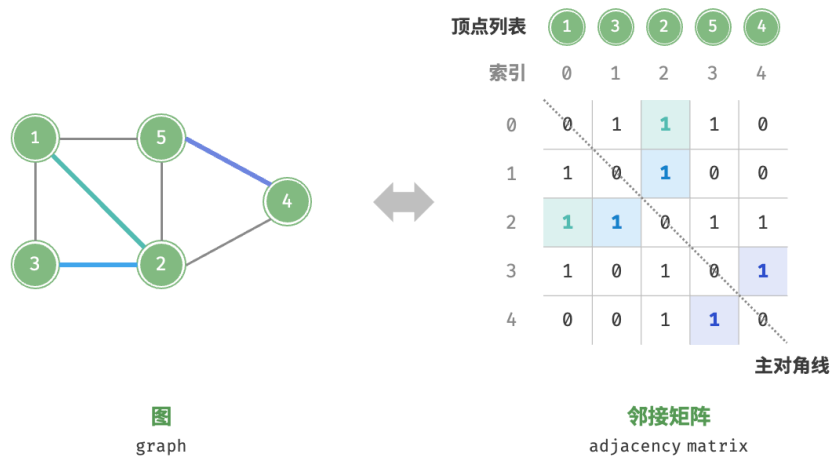 顶点列表 1 3 2 5 4
索引 0 1 2 3 4
0 0 1 1 1 0
1 1 0 1 0 0
2 1 1 0 1 1
3 1 0 1 0 1
4 0 0 1 1 0
主对角线
1 5
4
3 2
图
graph
邻接矩阵
adjacency matrix